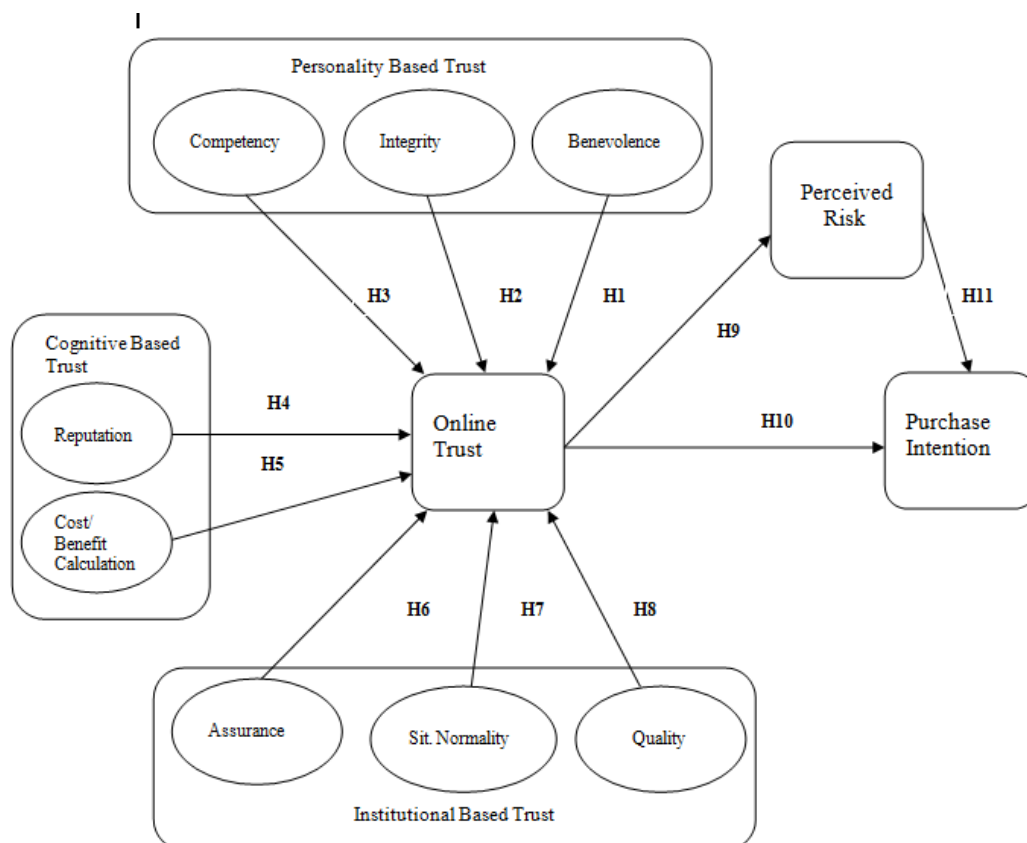 Personality Based Trust
Competency
Integrity
Benevolence
Perceived
Risk
H3
H2
H1
H9
H11
Cognitive Based
Trust
Reputation
Cost/
Benefit
Calculation
H4
H5
Online
Trust
H10
Purchase
Intention
H6
H7
H8
Assurance
Sit. Normality
Quality
Institutional Based Trust